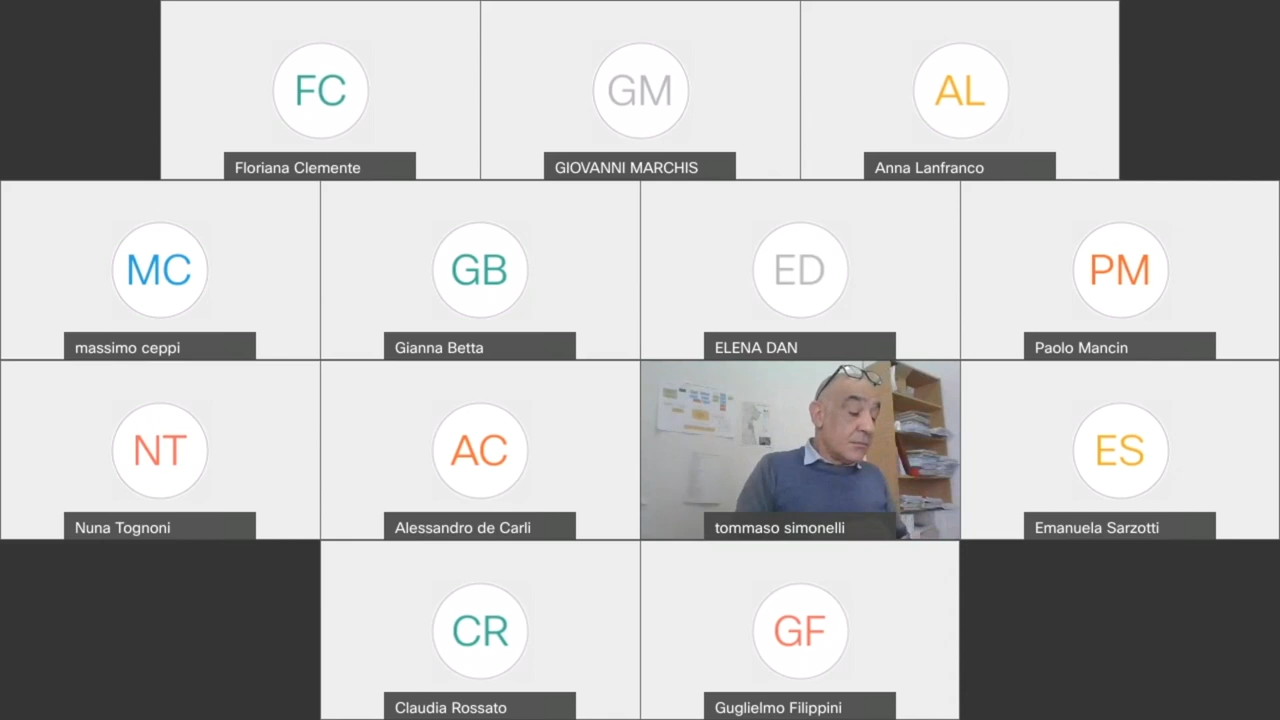 FC
GM
AL
Floriana Clemente
GIOVANNI MARCHIS
Anna Lanfranco
MC
GB
ED
PM
massimo ceppi
Gianna Betta
ELENA DAN
Paolo Mancin
NT
AC
ES
Nuna Tognoni
Alessandro de Carli
tommaso simonelli
Emanuela Sarzotti
CR
GF
Claudia Rossato
Guglielmo Filippini